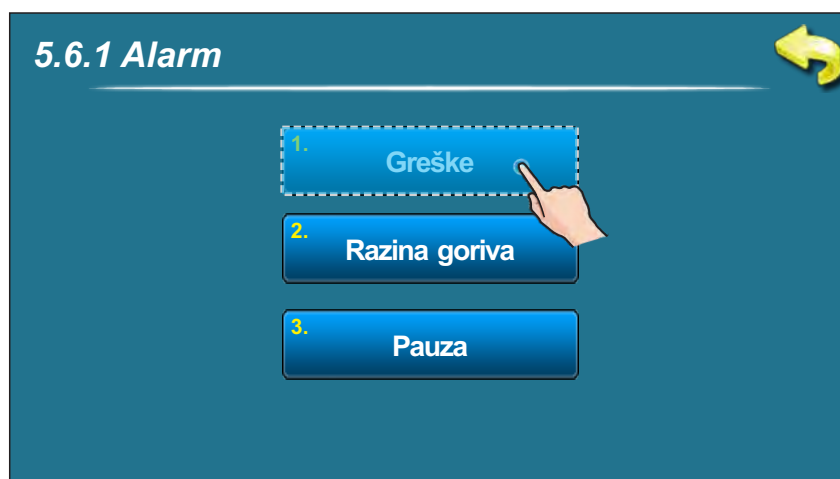 5.6.1 Alarm
1.
Greške
2.
Razina goriva
3.
Pauza